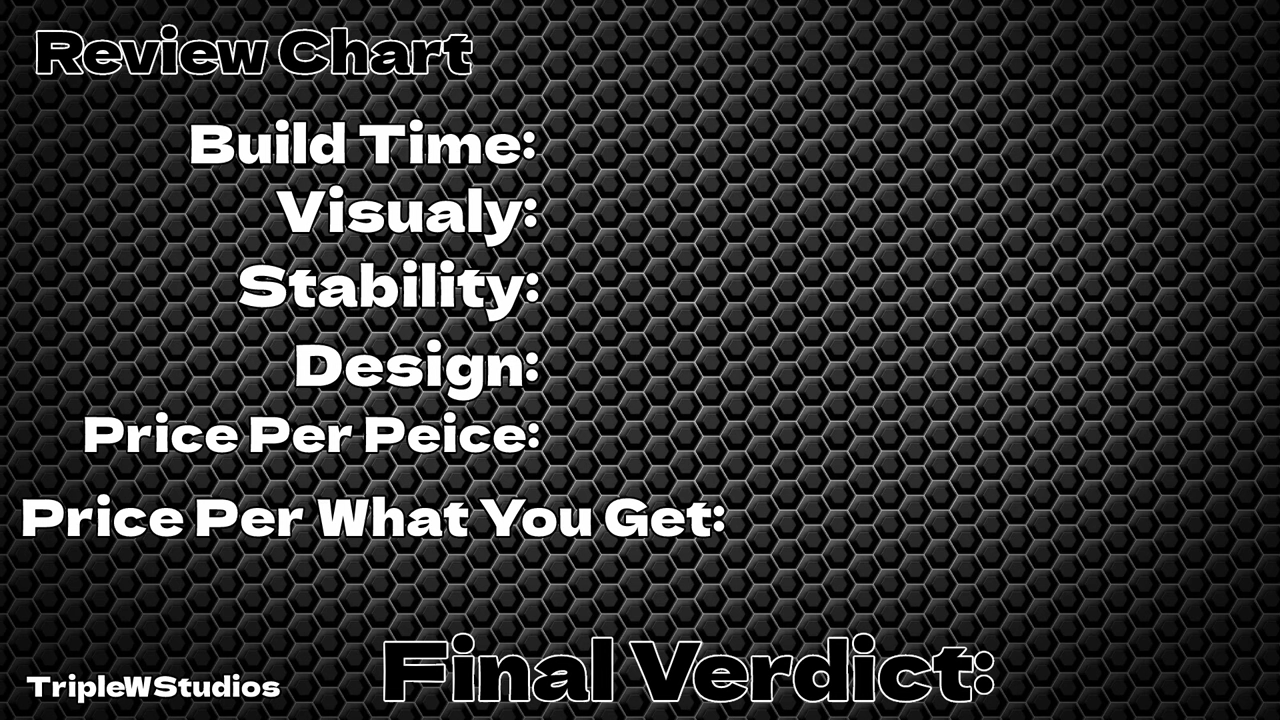 Review Chart
Build Time:
Visualy:
Stability:
Design:
Price Per Peice:
Price Per What You Get:
Final Verdict:
TripleWStudios